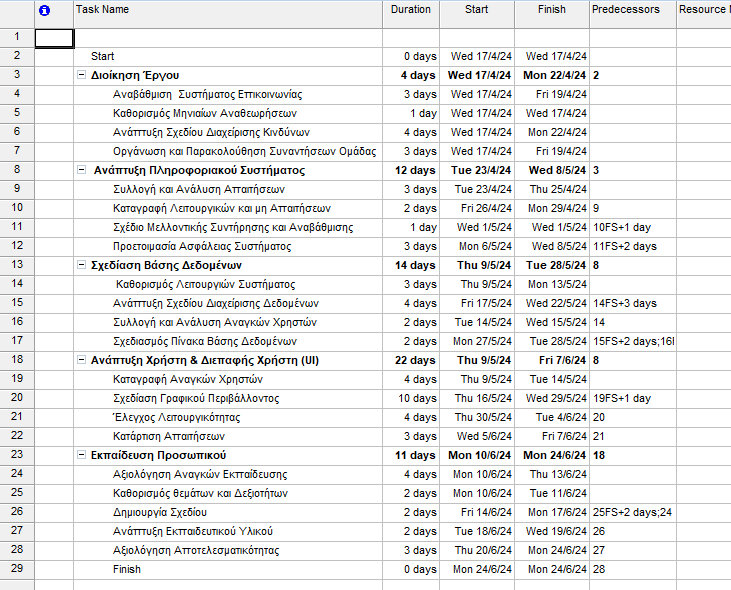 Task Name Duration Start Finish Predecessors Resource
1
2 Start 0 days Wed 17/4/24 Wed 17/4/24
3 Διοίκηση Έργου 4 days Wed 17/4/24 Mon 22/4/24 2
4 Αναβάθμιση Συστήματος Επικοινωνίας 3 days Wed 17/4/24 Fri 19/4/24
5 Καθορισμός Μηνιαίων Αναθεωρήσεων 1 day Wed 17/4/24 Wed 17/4/24
6 Ανάπτυξη Σχεδίου Διαχείρισης Κινδύνων 4 days Wed 17/4/24 Mon 22/4/24
7 Οργάνωση και Παρακολούθηση Συναντήσεων Ομάδας 3 days Wed 17/4/24 Fri 19/4/24
8 Ανάπτυξη Πληροφοριακού Συστήματος 12 days Tue 23/4/24 Wed 8/5/24 3
9 Συλλογή και Ανάλυση Απαιτήσεων 3 days Tue 23/4/24 Thu 25/4/24
10 Καταγραφή Λειτουργικών και μη Απαιτήσεων 2 days Fri 26/4/24 Mon 29/4/24 9
11 Σχέδιο Μελλοντικής Συντήρησης και Αναβάθμισης 1 day Wed 1/5/24 Wed 1/5/24 10FS+1 day
12 Προετοιμασία Ασφάλειας Συστήματος 3 days Mon 6/5/24 Wed 8/5/24 11FS+2 days
13 Σχεδίαση Βάσης Δεδομένων 14 days Thu 9/5/24 Tue 28/5/24 8
14 Καθορισμός Λειτουργιών Συστήματος 3 days Thu 9/5/24 Mon 13/5/24
15 Ανάπτυξη Σχεδίου Διαχείρισης Δεδομένων 4 days Fri 17/5/24 Wed 22/5/24 14FS+3 days
16 Συλλογή και Ανάλυση Αναγκών Χρηστών 2 days Tue 14/5/24 Wed 15/5/24 14
17 Σχεδιασμός Πίνακα Βάσης Δεδομένων 2 days Mon 27/5/24 Tue 28/5/24 15FS+2 days;16
18 Ανάπτυξη Χρήστη & Διεπαφής Χρήστη (UI) 22 days Thu 9/5/24 Fri 7/6/24 8
19 Καταγραφή Αναγκών Χρηστών 4 days Thu 9/5/24 Tue 14/5/24
20 Σχεδίαση Γραφικού Περιβάλλοντος 10 days Thu 16/5/24 Wed 29/5/24 19FS+1 day
21 Έλεγχος Λειτουργικότητας 4 days Thu 30/5/24 Tue 4/6/24 20
22 Κατάρτιση Απαιτήσεων 3 days Wed 5/6/24 Fri 7/6/24 21
23 Εκπαίδευση Προσωπικού 11 days Mon 10/6/24 Mon 24/6/24 18
24 Αξιολόγηση Αναγκών Εκπαίδευσης 4 days Mon 10/6/24 Thu 13/6/24
25 Καθορισμός θεμάτων και Δεξιοτήτων 2 days Mon 10/6/24 Tue 11/6/24
26 Δημιουργία Σχεδίου 2 days Fri 14/6/24 Mon 17/6/24 25FS+2 days;24
27 Ανάπτυξη Εκπαιδευτικού Υλικού 2 days Tue 18/6/24 Wed 19/6/24 26
28 Αξιολόγηση Αποτελεσματικότητας 3 days Thu 20/6/24 Mon 24/6/24 27
29 Finish 0 days Mon 24/6/24 Mon 24/6/24 28